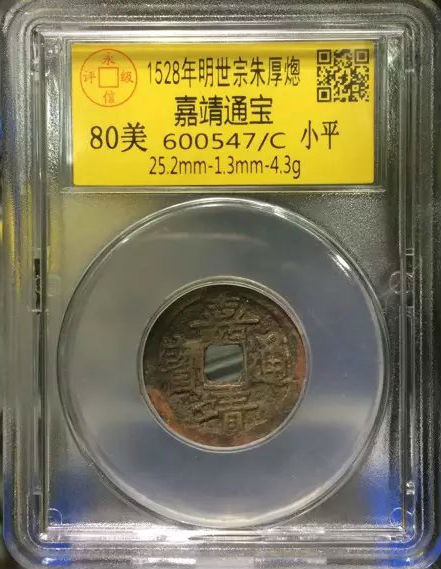 永信评级
1528年明世宗朱厚熜
嘉靖通宝
80美 600547/C 小平
25.2mm-1.3mm-4.3g
嘉靖通寶